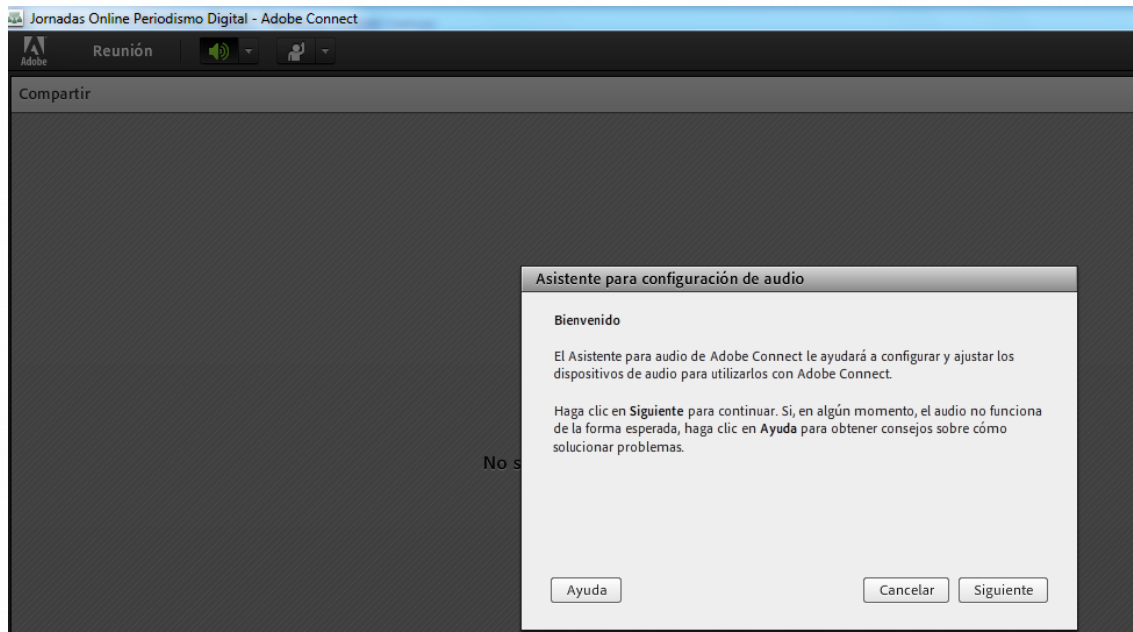 Jornadas Online Periodismo Digital - Adobe Connect
Adobe Reunión
Compartir
Asistente para configuración de audio
Bienvenido
El Asistente para audio de Adobe Connect le ayudará a configurar y ajustar los
dispositivos de audio para utilizarlos con Adobe Connect.
Haga clic en Siguiente para continuar. Si, en algún momento, el audio no funciona
de la forma esperada, haga clic en Ayuda para obtener consejos sobre cómo
solucionar problemas.
No s
Ayuda Cancelar Siguiente